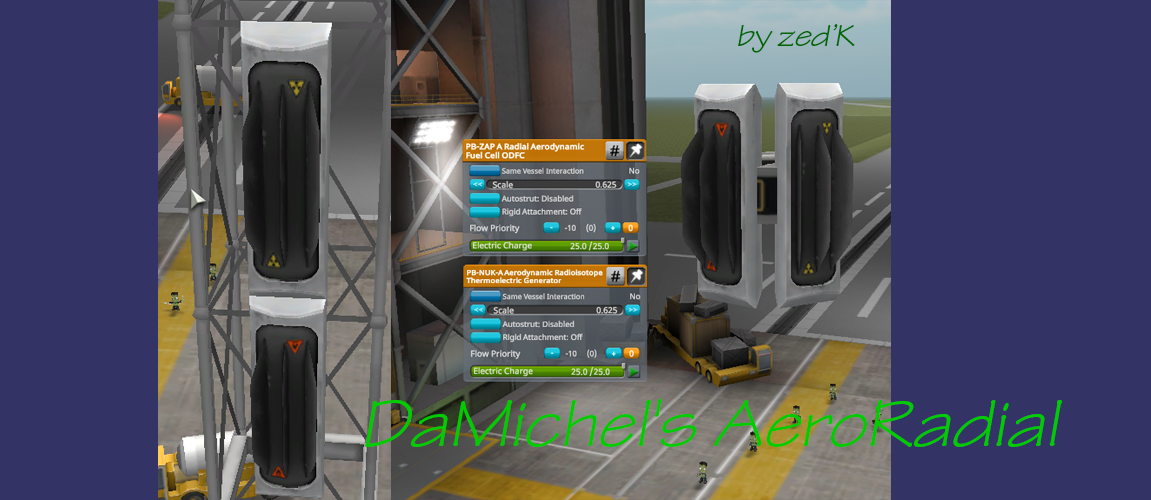 by zed'K
PB-ZAP A Radial Aerodynamic
Fuel Cell ODFC
#
Same Vessel Interaction No
<< Scale 0.625 >>
Autostrut: Disabled
Rigid Attachment: Off
Flow Priority - -10 (0) + 0
Electric Charge 25.0 /25.0
PB-NUK-A Aerodynamic Radioisotope
Thermoelectric Generator
#
Same Vessel Interaction No
<< Scale 0.625 >>
Autostrut: Disabled
Rigid Attachment: Off
Flow Priority - -10 (0) + 0
Electric Charge 25.0 /25.0
DaMichel's AeroRadial